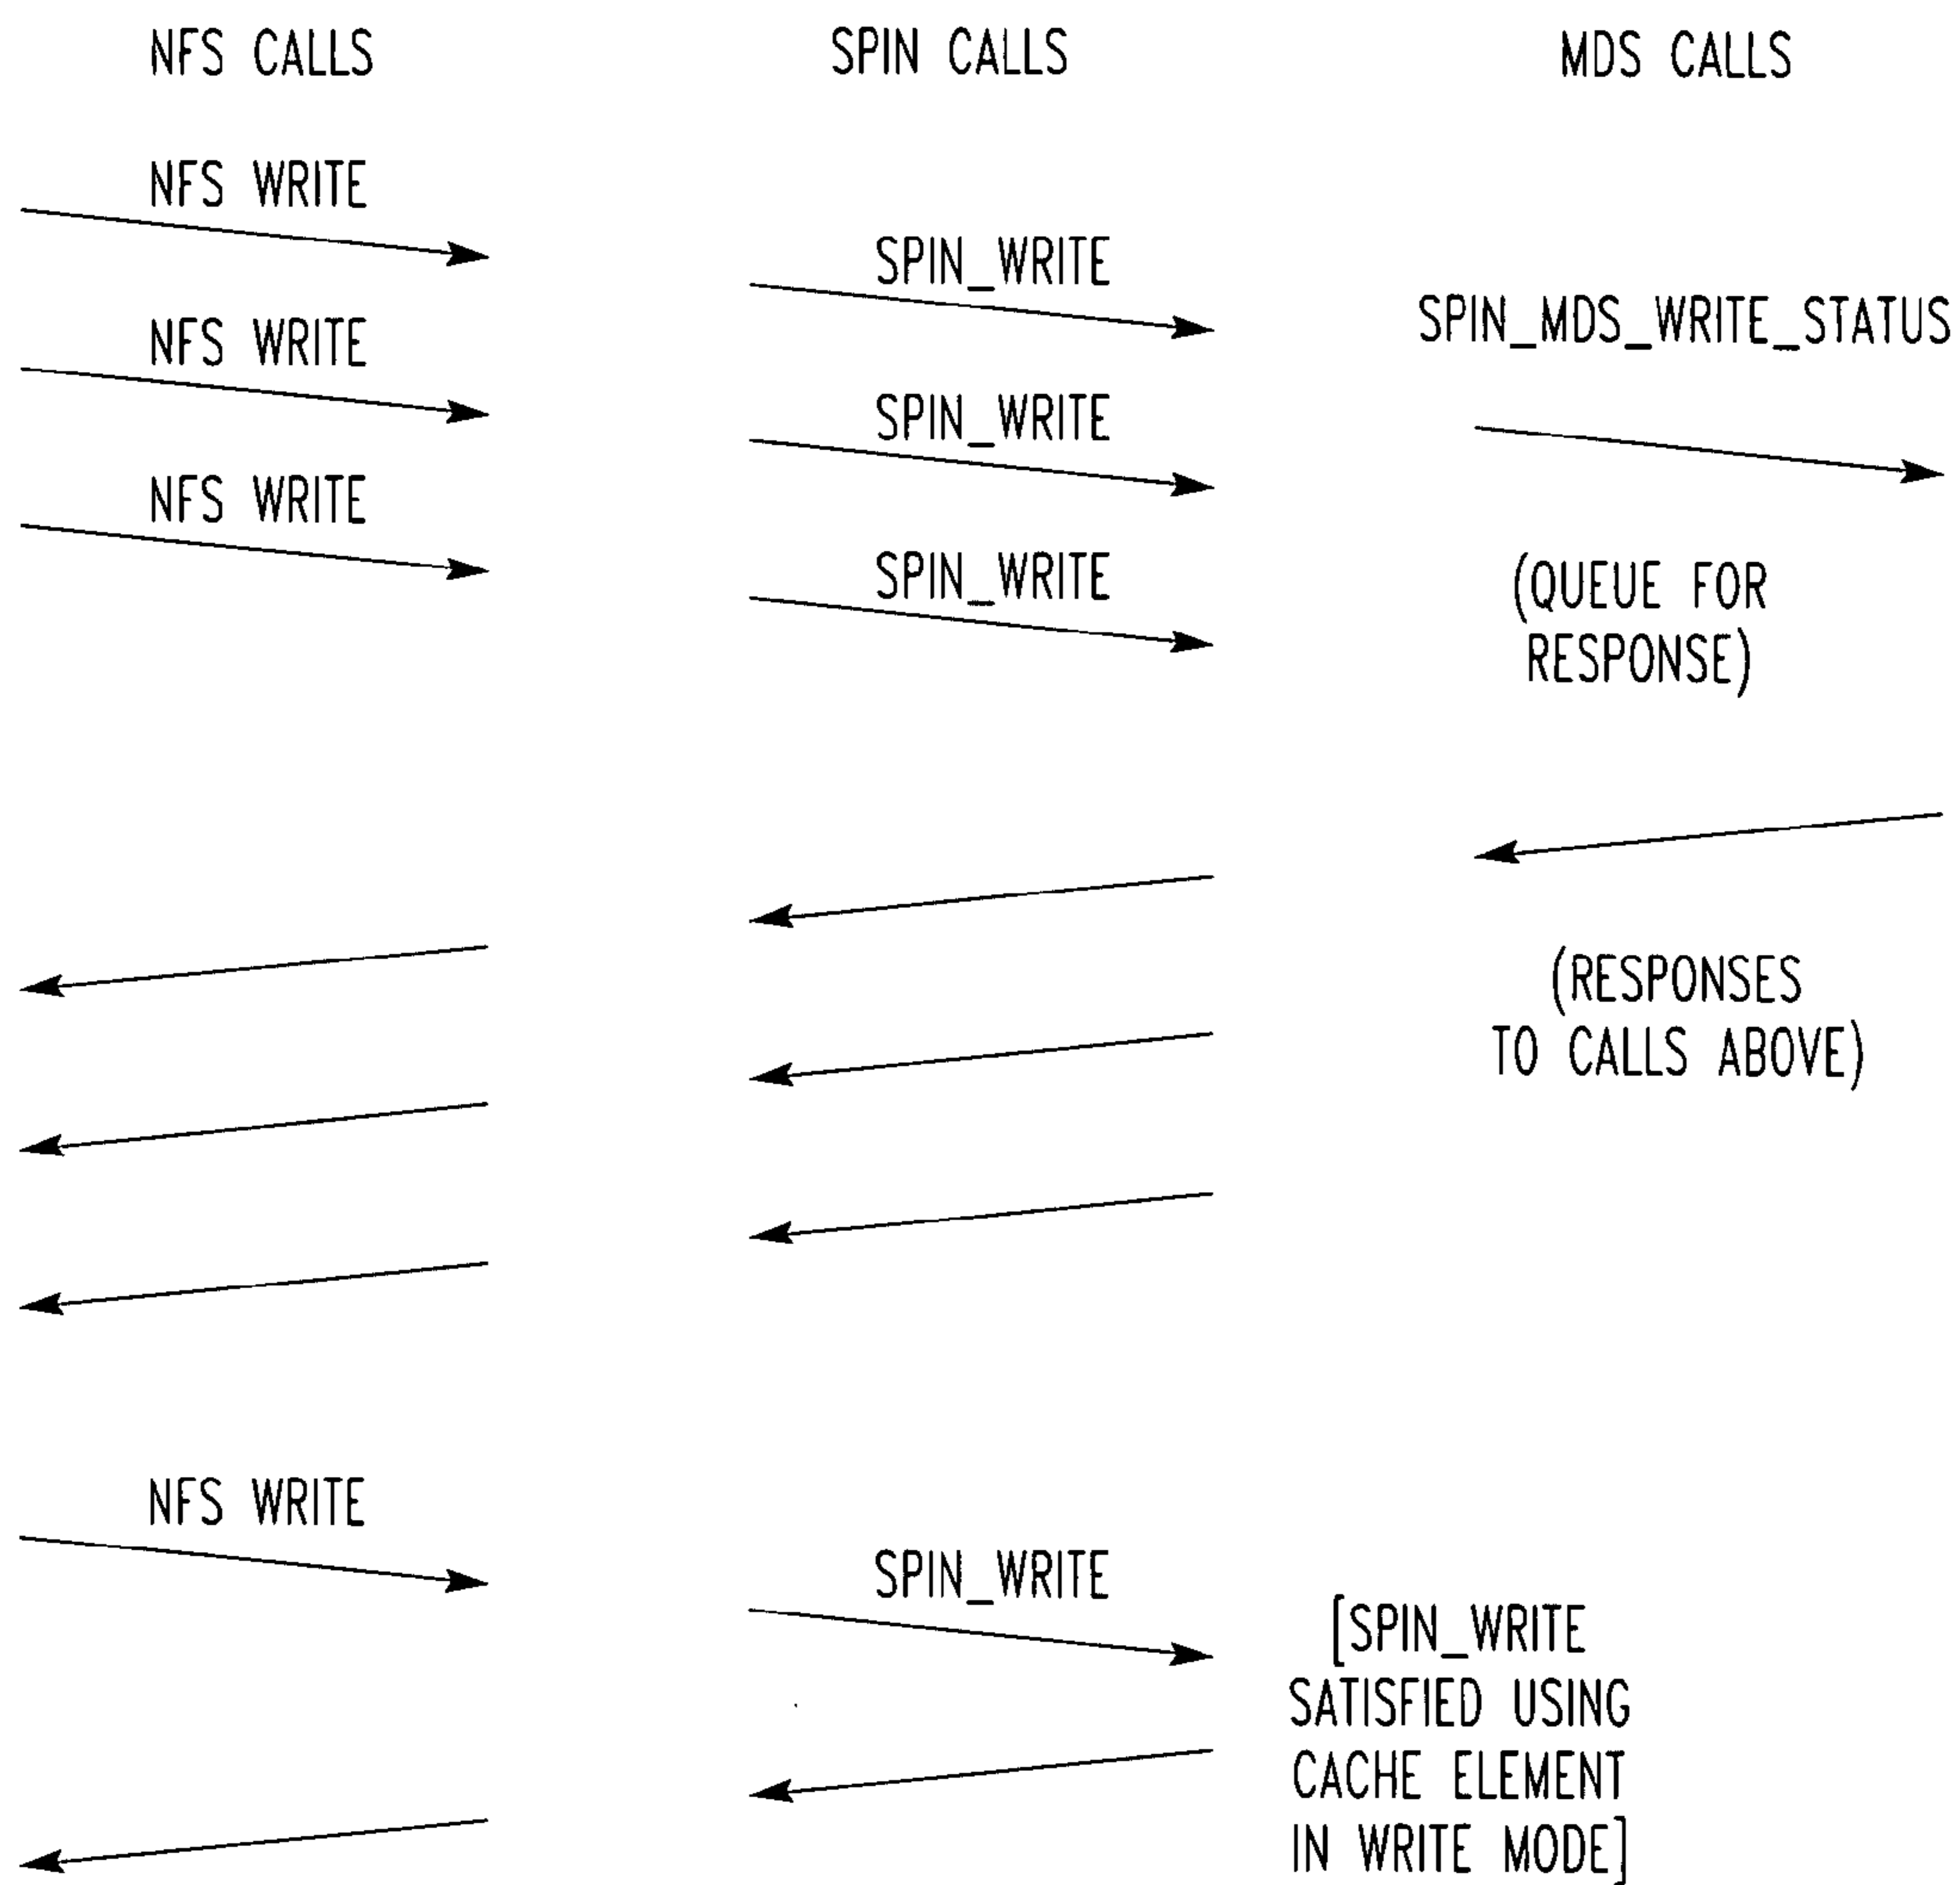 NFS CALLS
SPIN CALLS
MDS CALLS
NFS WRITE
SPIN_WRITE
SPIN_MDS_WRITE_STATUS
NFS WRITE
SPIN_WRITE
NFS WRITE
SPIN_WRITE
(QUEUE FOR
RESPONSE)
(RESPONSES
TO CALLS ABOVE)
NFS WRITE
SPIN_WRITE
[SPIN_WRITE
SATISFIED USING
CACHE ELEMENT
IN WRITE MODE]